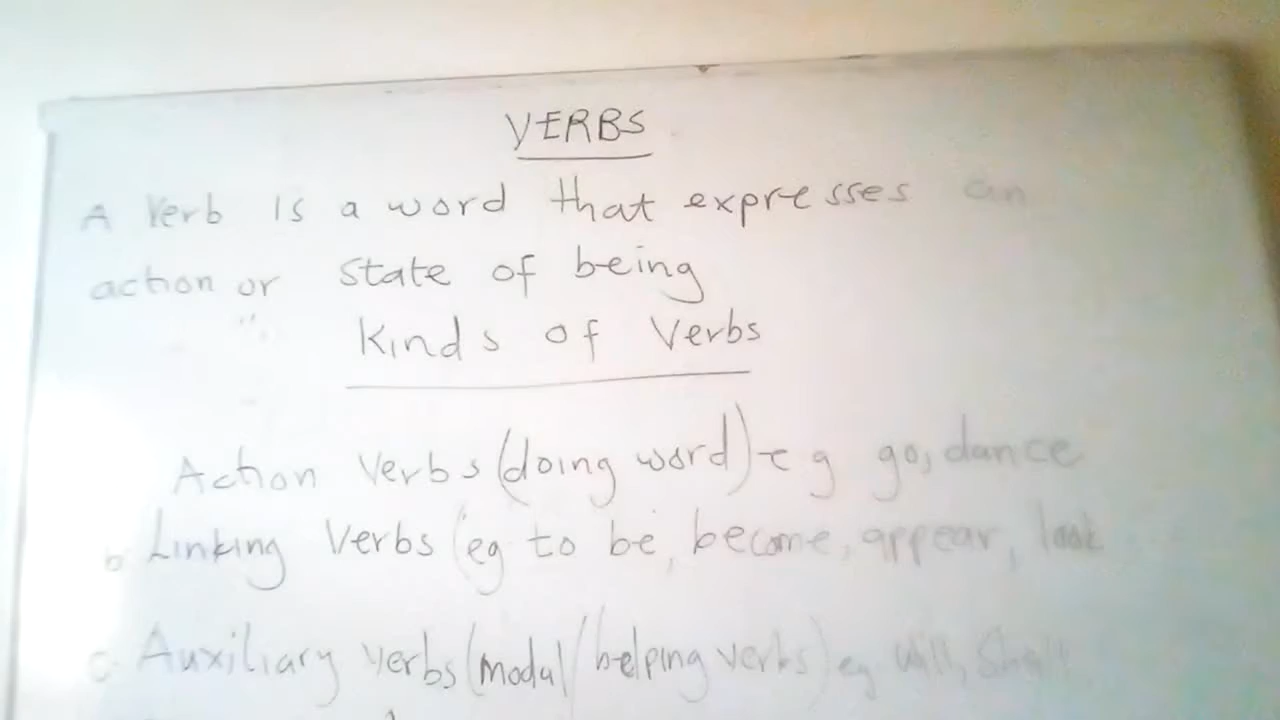 VERBS
A Verb is a word that expresses an
action or state of being
Kinds of Verbs
Action Verbs (doing word) eg go, dance
b Linking Verbs (eg to be, become, appear, look
c. Auxiliary verbs (modal/helping verbs) eg will, shall